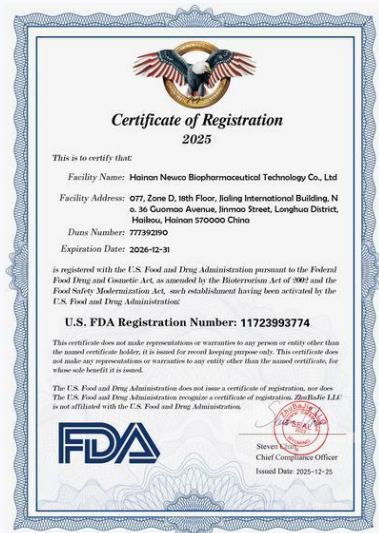 Certificate of Registration
2025
This is to certify that:
Facility Name: Hainan Newco Biopharmaceutical Technology Co., Ltd
Facility Address: 077, Zone D, 18th Floor, Jialing International Building, N
o. 36 Guomao Avenue, Jinmao Street, Longhua District,
Haikou, Hainan 570000 China
Duns Number: 777392190
Expiration Date: 2026-12-31
is registered with the U.S. Food and Drug Administration pursuant to the Federal
Food Drug and Cosmetic Act, as amended by the Bioterrorism Act of 2002 and the
Food Safety Modernization Act, such establishment having been activated by the
U.S. Food and Drug Administration:
U.S. FDA Registration Number: 11723993774
This certificate does not make representations or warranties to any person or entity other than
the named certificate holder, it is issued for record keeping purpose only. This certificate does
not make any representations or warranties to any entity other than the named certificate, for
whose sole benefit it is issued.
The U.S. Food and Drug Administration does not issue a certificate of registration, nor does
The U.S. Food and Drug Administration recognize a certificate of registration. ZhuBaJie LLC
is not affiliated with the U.S. Food and Drug Administration.
FDA
ZhuBaJie LLC
SEAL
Steven
Chief Compliance Officer
Issued Date: 2025-12-25